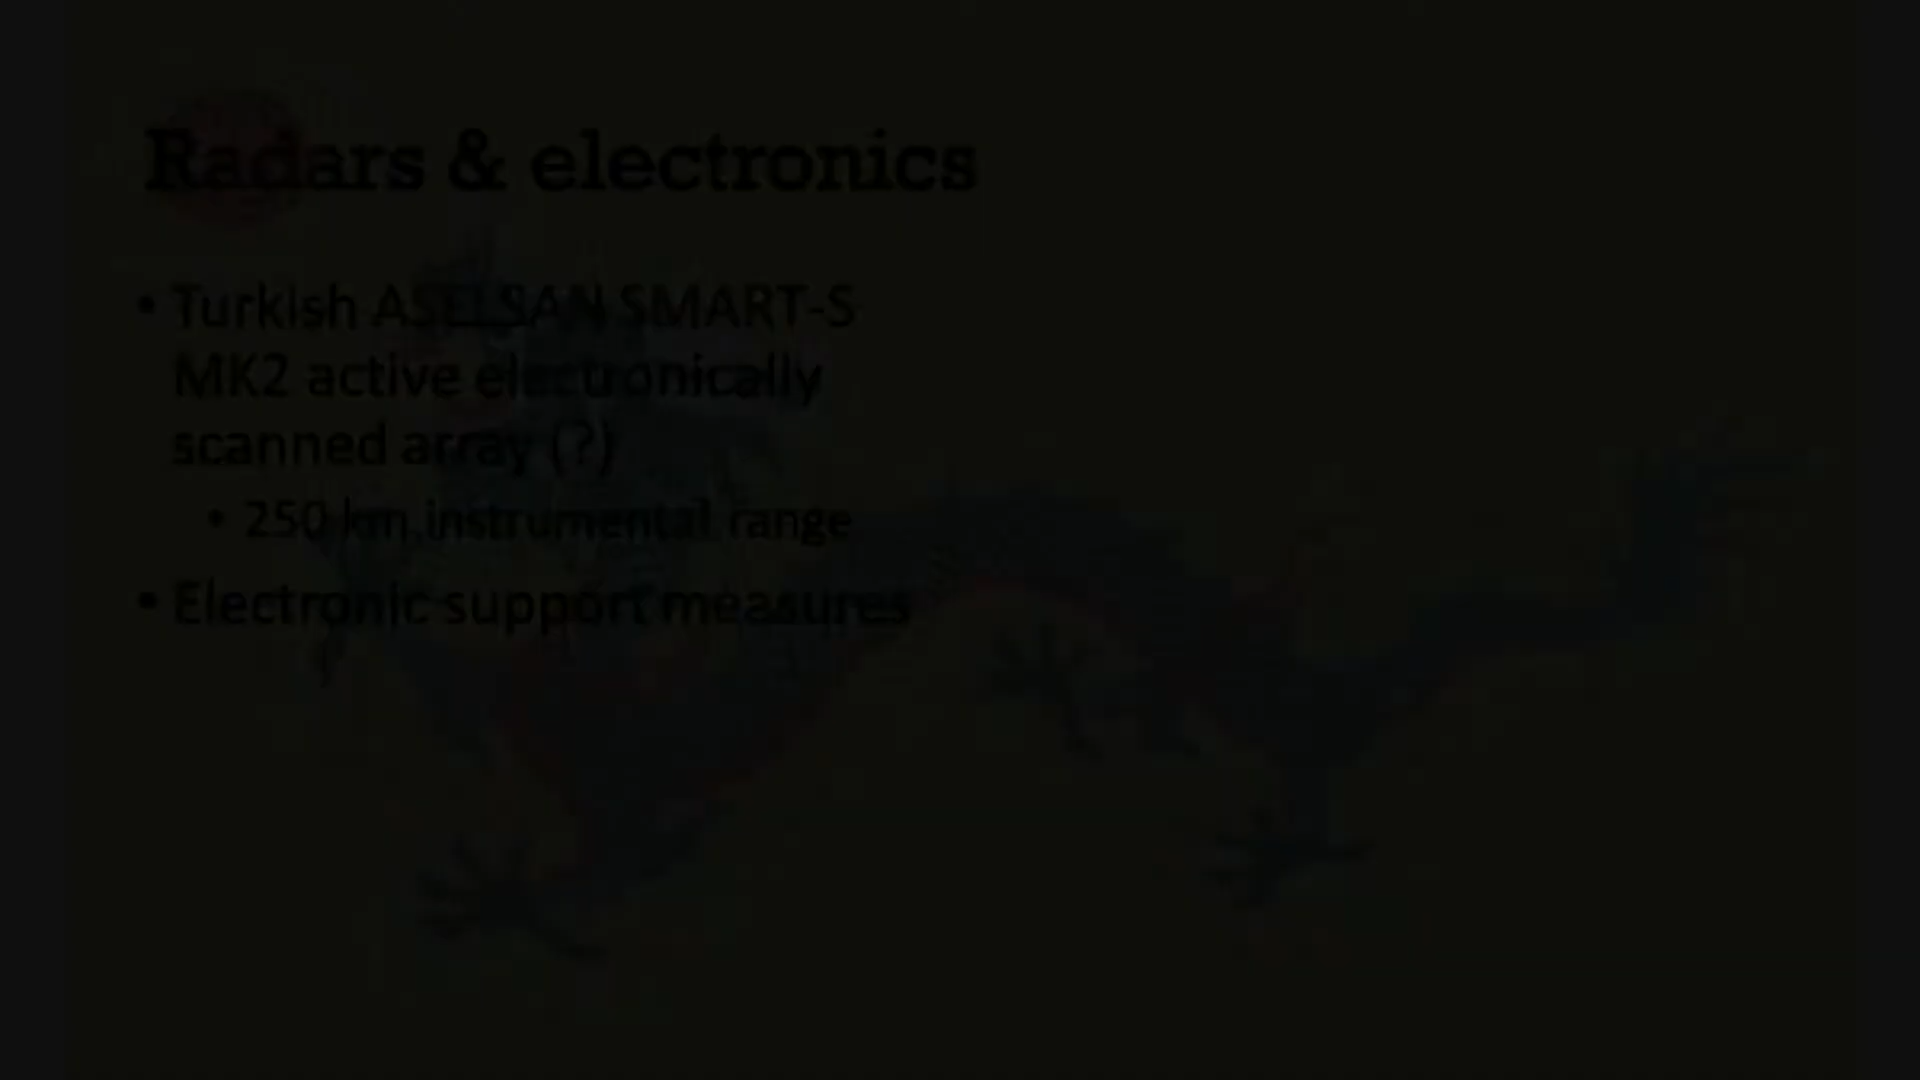 Radars & electronics
• Turkish ASELSAN SMART-S
MK2 active electronically
scanned array (?)
• 250 km instrumental range
• Electronic support measures